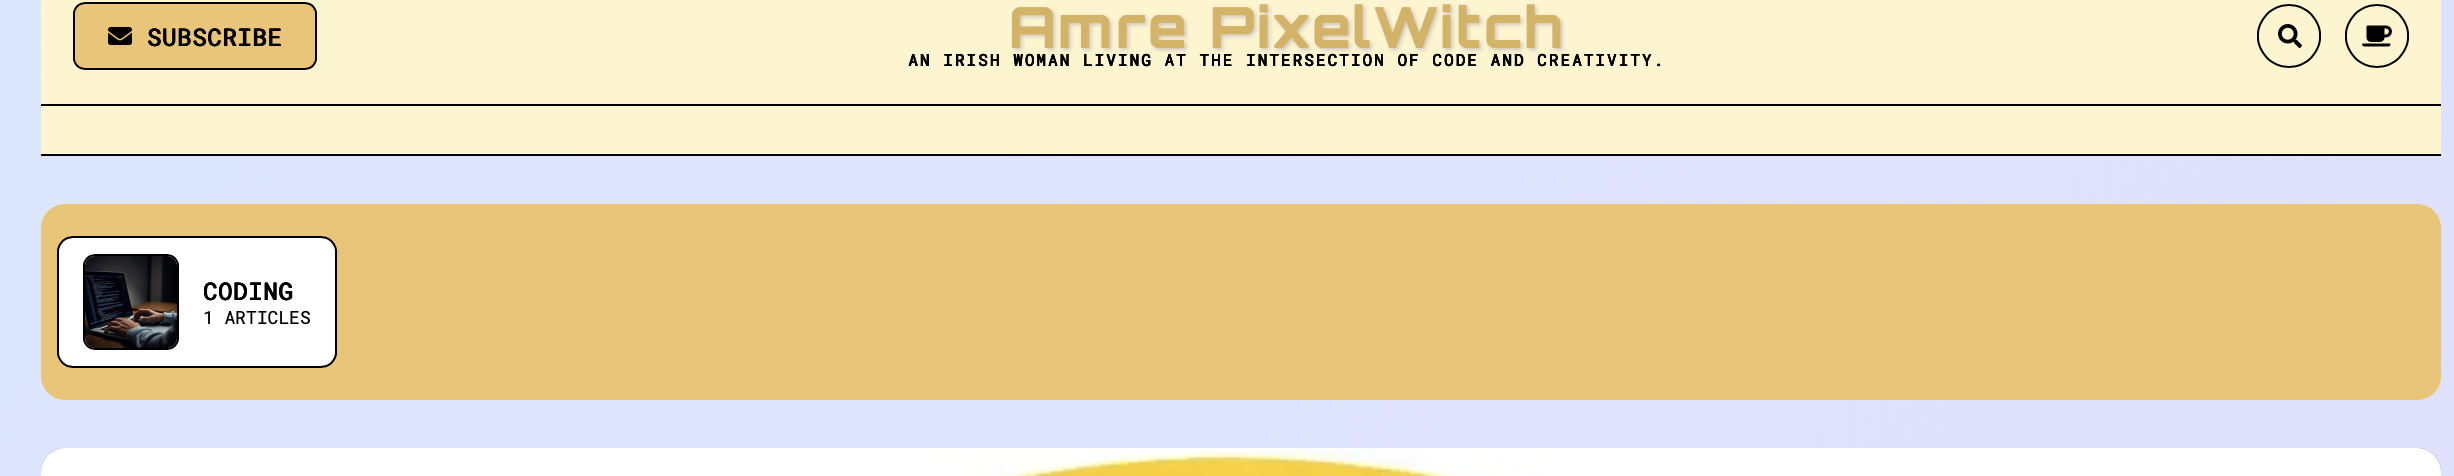 SUBSCRIBE
Amre PixelWitch
AN IRISH WOMAN LIVING AT THE INTERSECTION OF CODE AND CREATIVITY.
CODING
1 ARTICLES